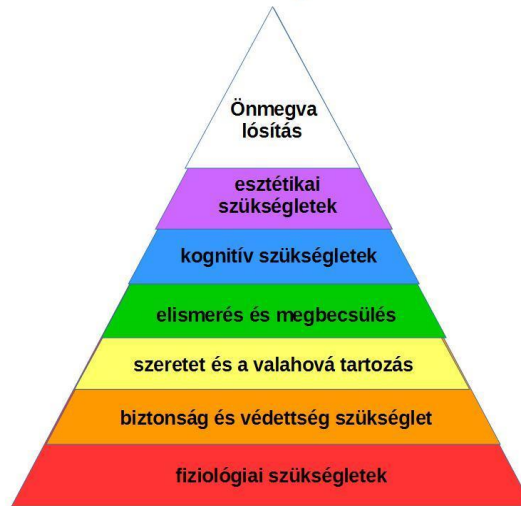 Önmegva
lósítás
esztétikai
szükségletek
kognitív szükségletek
elismerés és megbecsülés
szeretet és a valahová tartozás
biztonság és védettség szükséglet
fiziológiai szükségletek